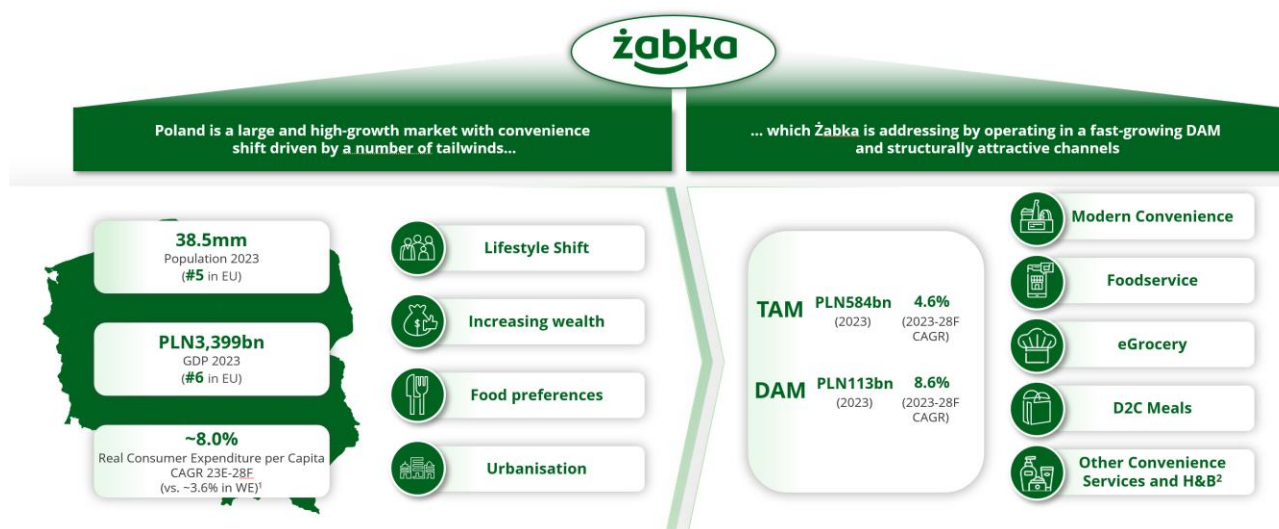 żabka
Poland is a large and high-growth market with convenience
shift driven by a number of tailwinds...
... which Żabka is addressing by operating in a fast-growing DAM
and structurally attractive channels
38.5mm
Population 2023
(#5 in EU)
PLN3,399bn
GDP 2023
(#6 in EU)
~8.0%
Real Consumer Expenditure per Capita
CAGR 23E-28F
(vs. ~3.6% in WE)¹
Lifestyle Shift
Increasing wealth
Food preferences
Urbanisation
TAM PLN584bn 4.6%
(2023) (2023-28F
CAGR)
DAM PLN113bn 8.6%
(2023) (2023-28F
CAGR)
Modern Convenience
Foodservice
eGrocery
D2C Meals
Other Convenience
Services and H&B²